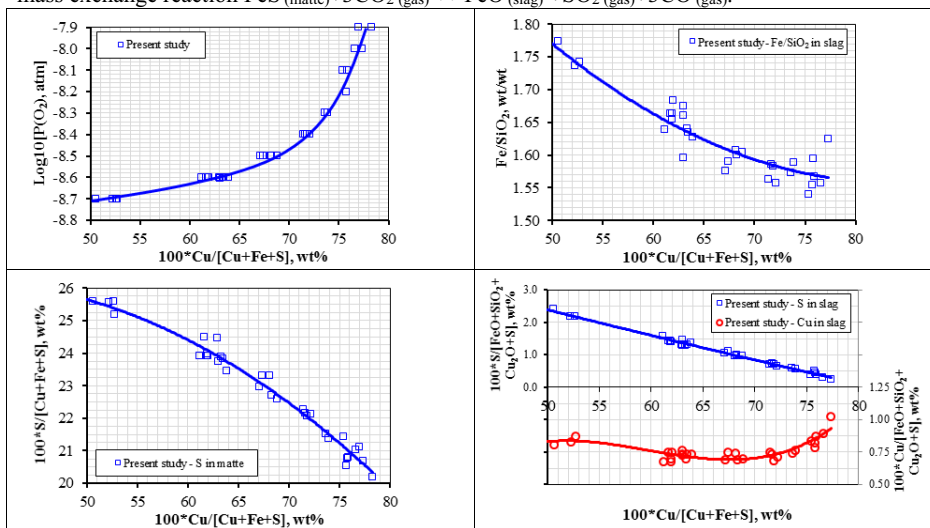 mass exchange reaction FeS (matte)+3CO2 (gas) ↔ FeO (slag) +SO2 (gas)+3CO (gas).
-7.9
-8.0
-8.1
-8.2
-8.3
-8.4
-8.5
-8.6
-8.7
-8.8
Log10[P(O2), atm]
Present study
50 55 60 65 70 75 80
100*Cu/[Cu+Fe+S], wt%
1.80
1.75
1.70
1.65
1.60
1.55
1.50
Fe/SiO2, wt/wt
Present study - Fe/SiO2 in slag
50 55 60 65 70 75 80
100*Cu/[Cu+Fe+S], wt%
26
25
24
23
22
21
20
100*S/[Cu+Fe+S], wt%
Present study - S in matte
50 55 60 65 70 75 80
100*Cu/[Cu+Fe+S], wt%
3.0
2.0
1.0
0.0
100*S/[FeO+SiO2+
Cu2O+S], wt%
Present study - S in slag
Present study - Cu in slag
50 55 60 65 70 75 80
1.25
1.00
0.75
0.50
100*Cu/[FeO+SiO2+
Cu2O+S], wt%
100*Cu/[Cu+Fe+S], wt%